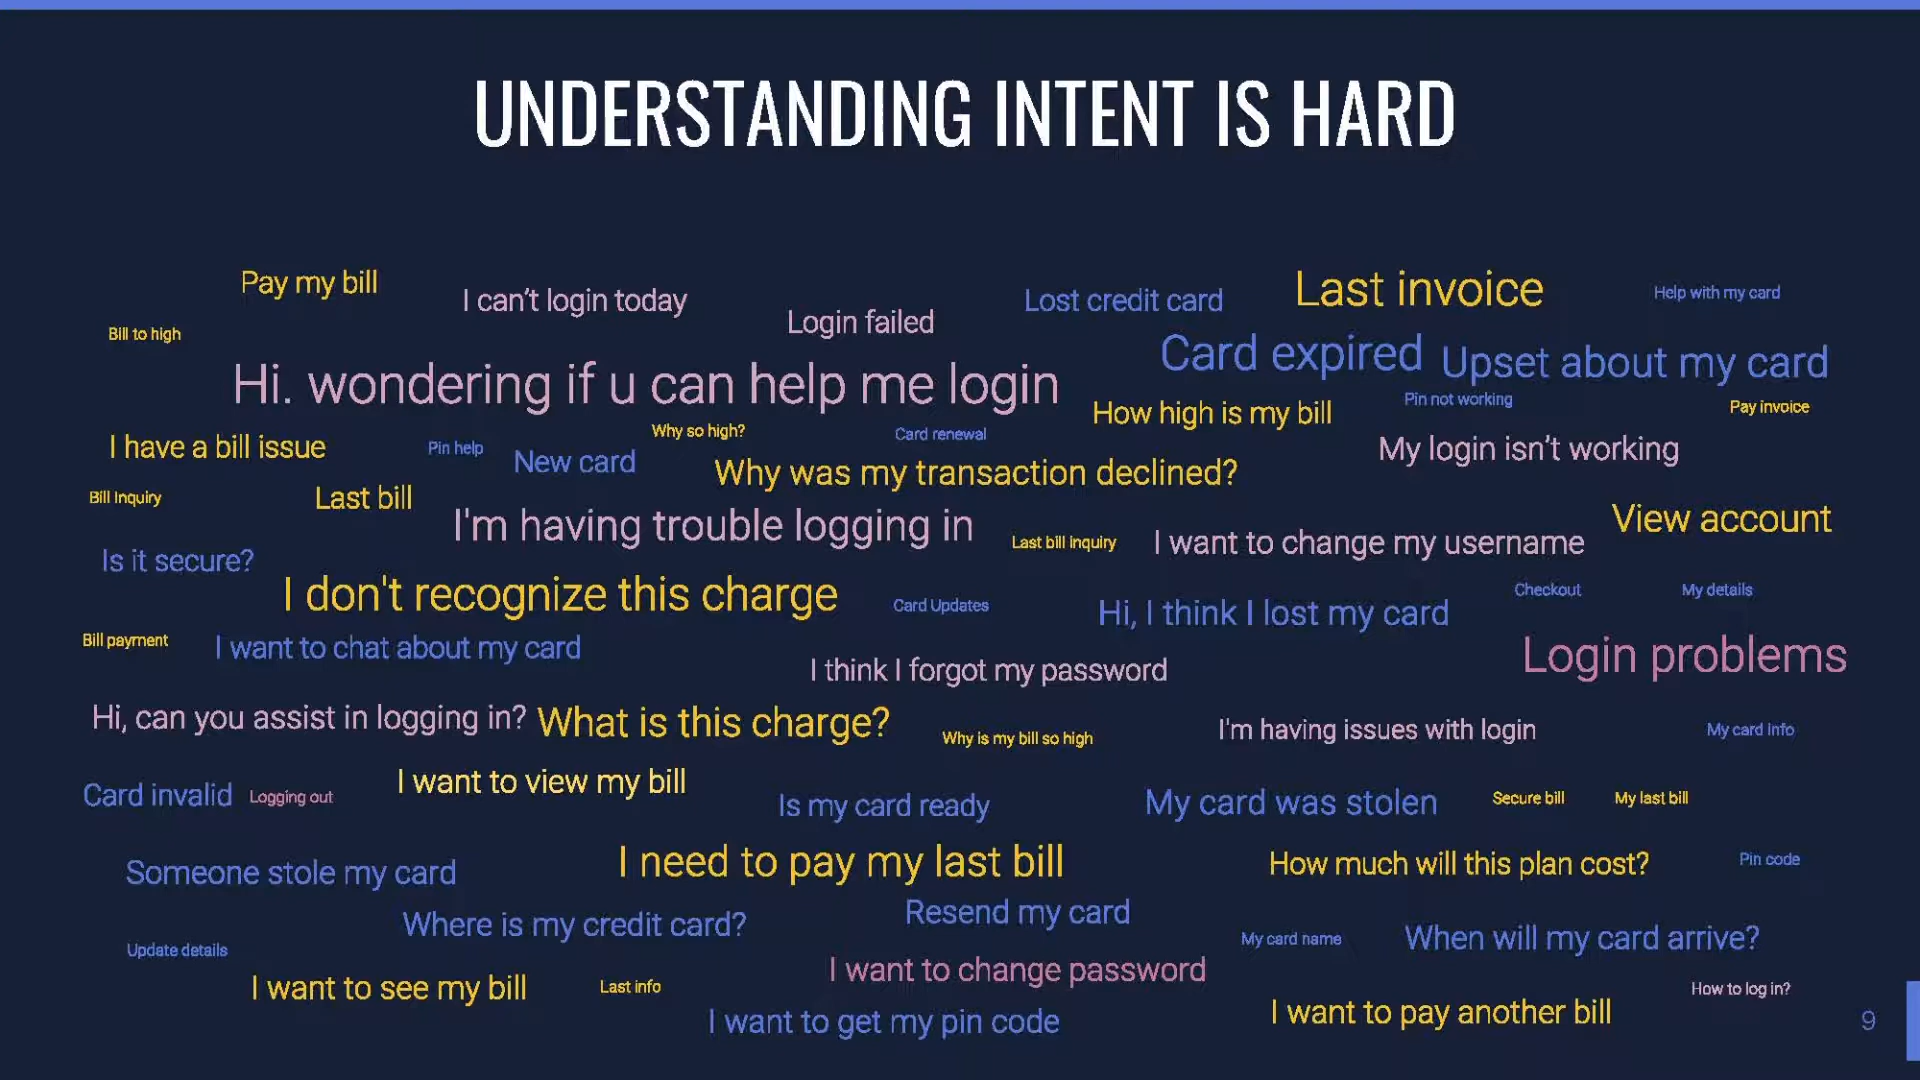 UNDERSTANDING INTENT IS HARD
Pay my bill
I can't login today
Login failed
Lost credit card
Last invoice
Help with my card
Bill to high
Hi. wondering if u can help me login
Card expired
Upset about my card
How high is my bill
Pin not working
Pay invoice
I have a bill issue
Pin help
New card
Why so high?
Card renewal
Why was my transaction declined?
My login isn't working
Bill Inquiry
Last bill
I'm having trouble logging in
Last bill Inquiry
I want to change my username
View account
Is it secure?
I don't recognize this charge
Card Updates
Hi, I think I lost my card
Checkout
My details
Bill payment
I want to chat about my card
I think I forgot my password
Login problems
Hi, can you assist in logging in?
What is this charge?
Why is my bill so high
I'm having issues with login
My card info
Card invalid
Logging out
I want to view my bill
Is my card ready
My card was stolen
Secure bill
My last bill
Someone stole my card
I need to pay my last bill
How much will this plan cost?
Pin code
Where is my credit card?
Resend my card
My card name
When will my card arrive?
Update details
I want to see my bill
Last info
I want to change password
How to log in?
I want to get my pin code
I want to pay another bill
9